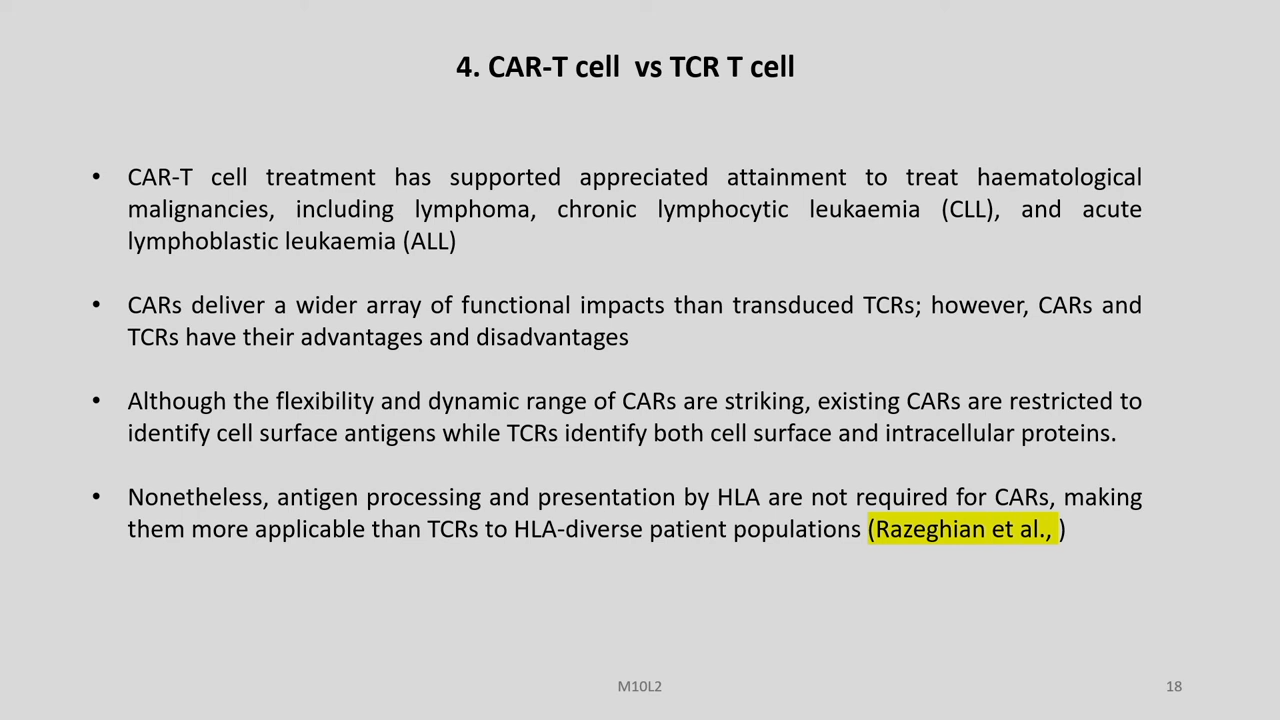 4. CAR-T cell vs TCR T cell
• CAR-T cell treatment has supported appreciated attainment to treat haematological
malignancies, including lymphoma, chronic lymphocytic leukaemia (CLL), and acute
lymphoblastic leukaemia (ALL)
• CARs deliver a wider array of functional impacts than transduced TCRs; however, CARs and
TCRs have their advantages and disadvantages
• Although the flexibility and dynamic range of CARs are striking, existing CARs are restricted to
identify cell surface antigens while TCRs identify both cell surface and intracellular proteins.
• Nonetheless, antigen processing and presentation by HLA are not required for CARs, making
them more applicable than TCRs to HLA-diverse patient populations (Razeghian et al., )
M10L2
18